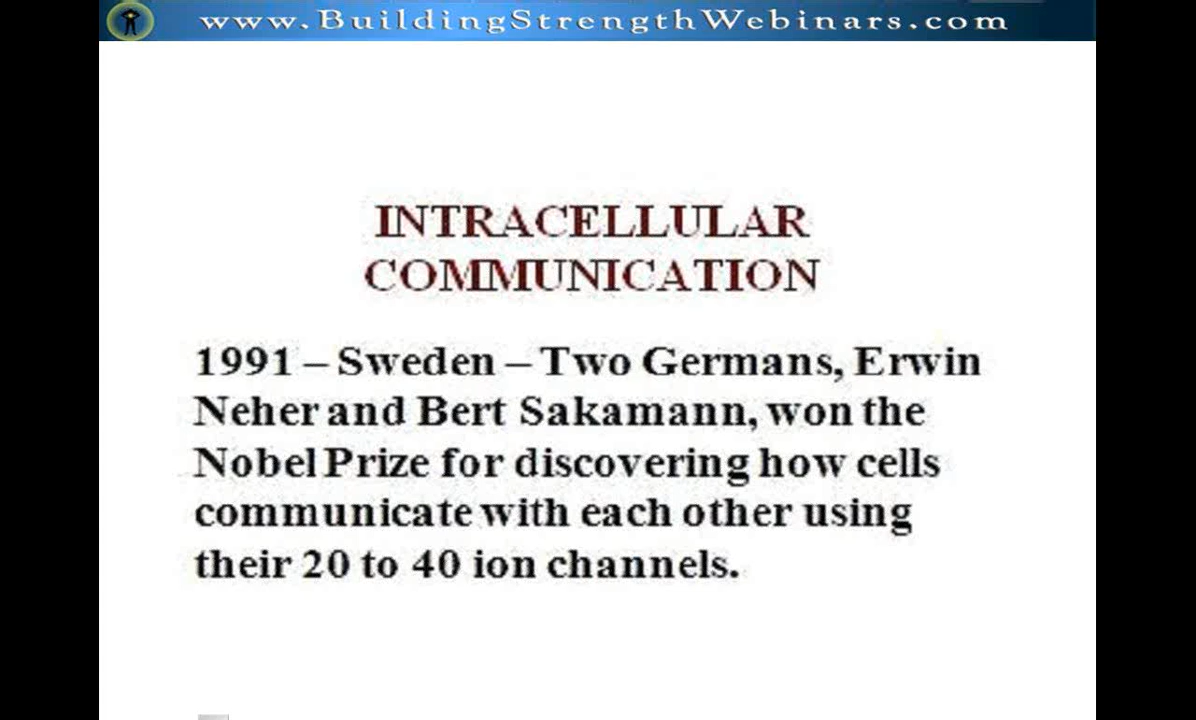 www.BuildingStrengthWebinars.com
INTRACELLULAR
COMMUNICATION
1991 – Sweden – Two Germans, Erwin
Neher and Bert Sakamann, won the
Nobel Prize for discovering how cells
communicate with each other using
their 20 to 40 ion channels.